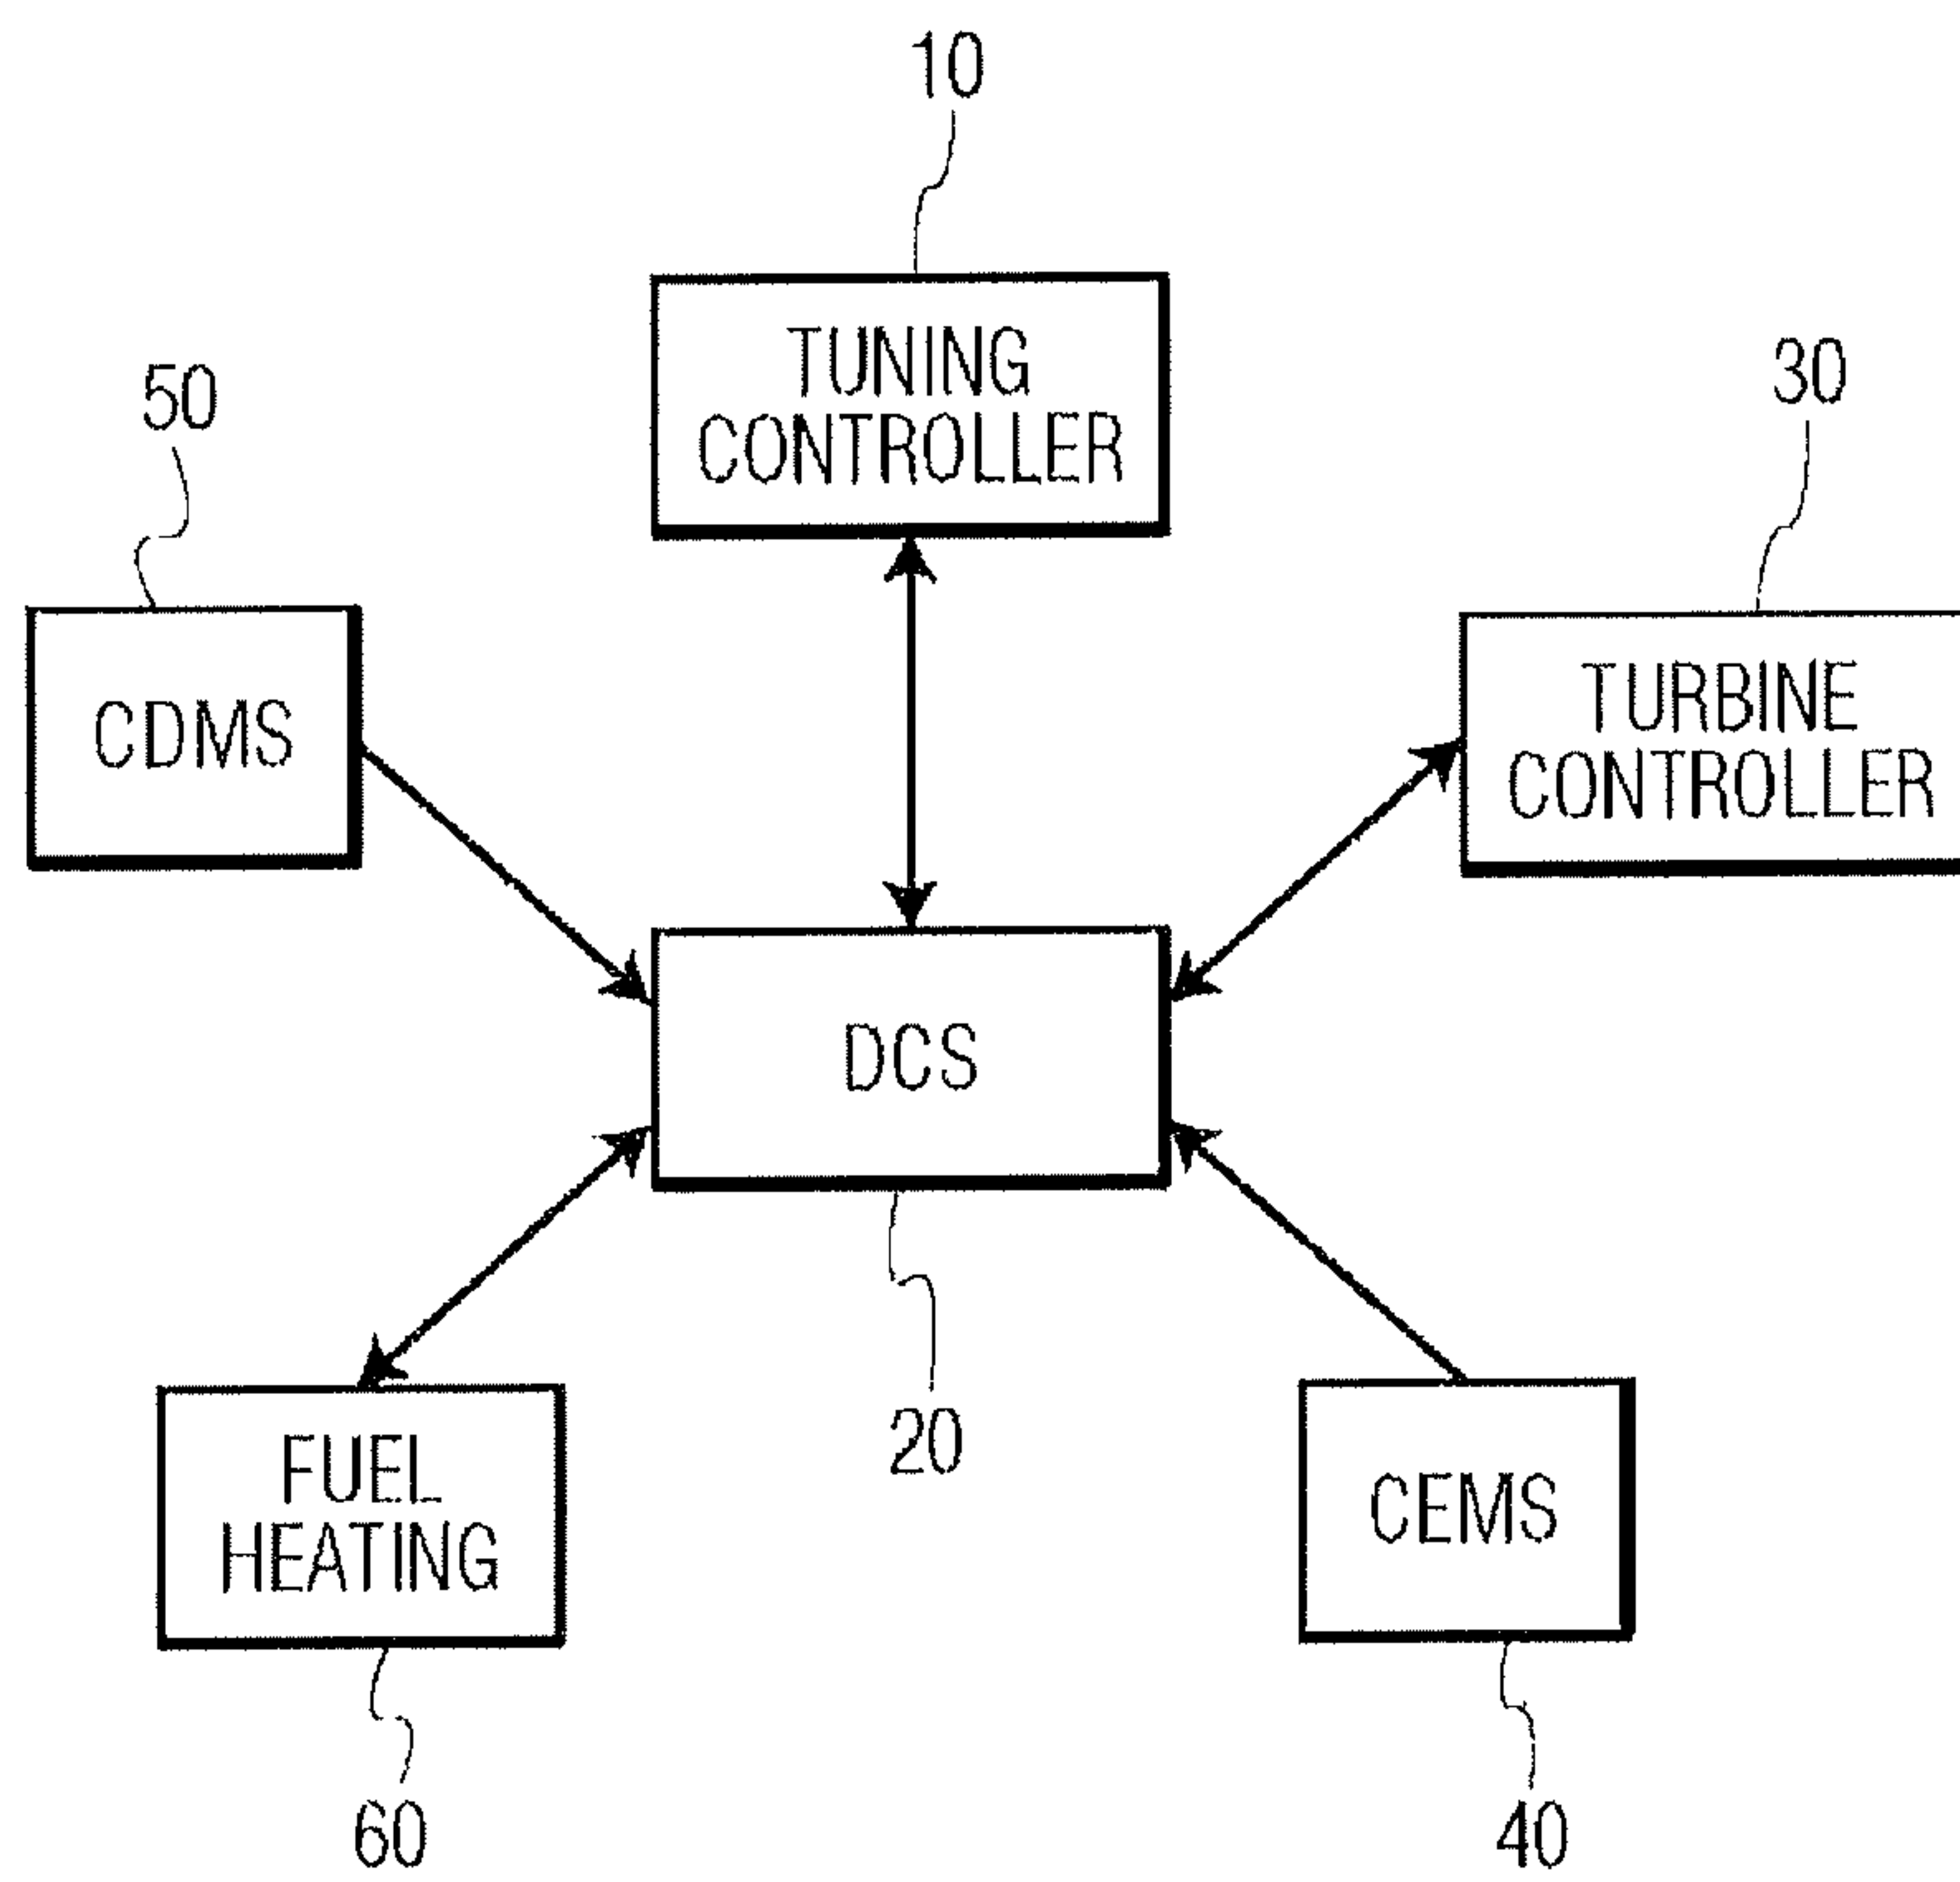 10
TUNING
CONTROLLER
50
30
CDMS
TURBINE
CONTROLLER
DCS
20
FUEL
HEATING
CEMS
60
40